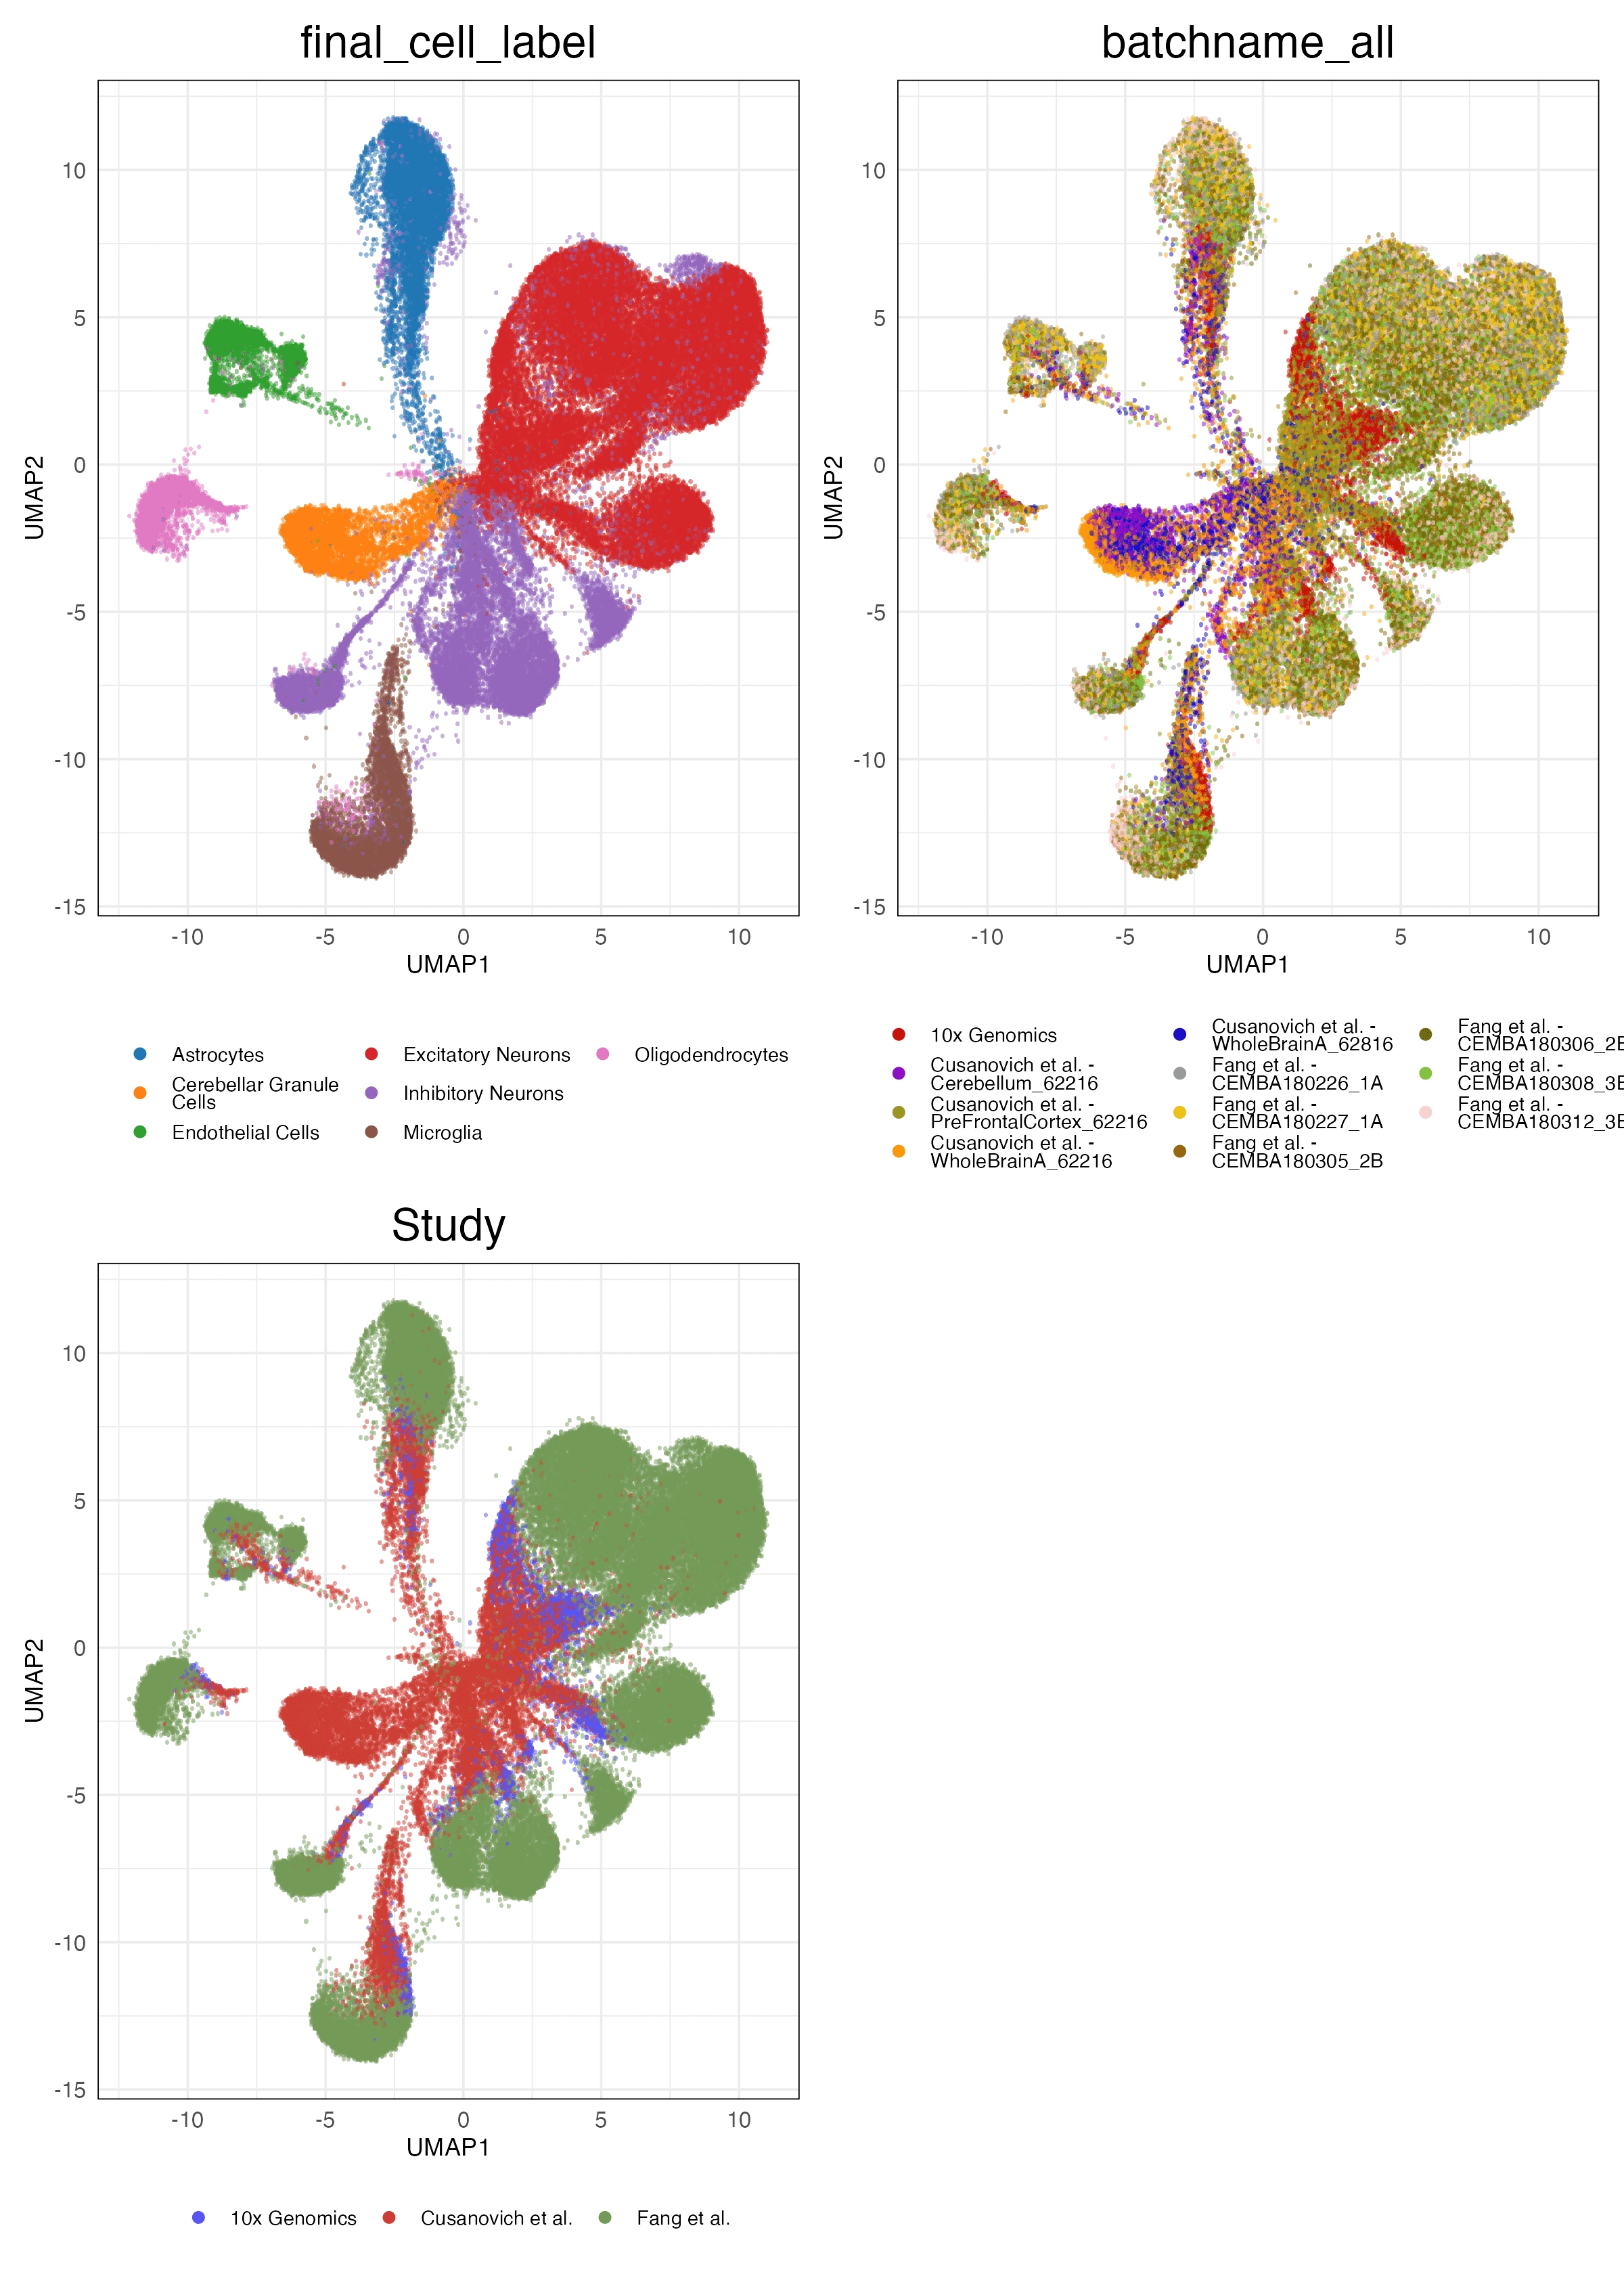 final_cell_label
batchname_all
10
5
0
-5
-10
-15
UMAP2
-10
-5
0
5
10
UMAP1
10
5
0
-5
-10
-15
UMAP2
-10
-5
0
5
10
UMAP1
Astrocytes
Cerebellar Granule
Cells
Endothelial Cells
Excitatory Neurons
Inhibitory Neurons
Microglia
Oligodendrocytes
10x Genomics
Cusanovich et al. -
Cerebellum_62216
Cusanovich et al. -
PreFrontalCortex_62216
Cusanovich et al. -
WholeBrainA_62216
Cusanovich et al. -
WholeBrainA_62816
Fang et al. -
CEMBA180226_1A
Fang et al. -
CEMBA180227_1A
Fang et al. -
CEMBA180305_2B
Fang et al. -
CEMBA180306_2B
Fang et al. -
CEMBA180308_3B
Fang et al. -
CEMBA180312_3B
Study
10
5
0
-5
-10
-15
UMAP2
-10
-5
0
5
10
UMAP1
10x Genomics
Cusanovich et al.
Fang et al.